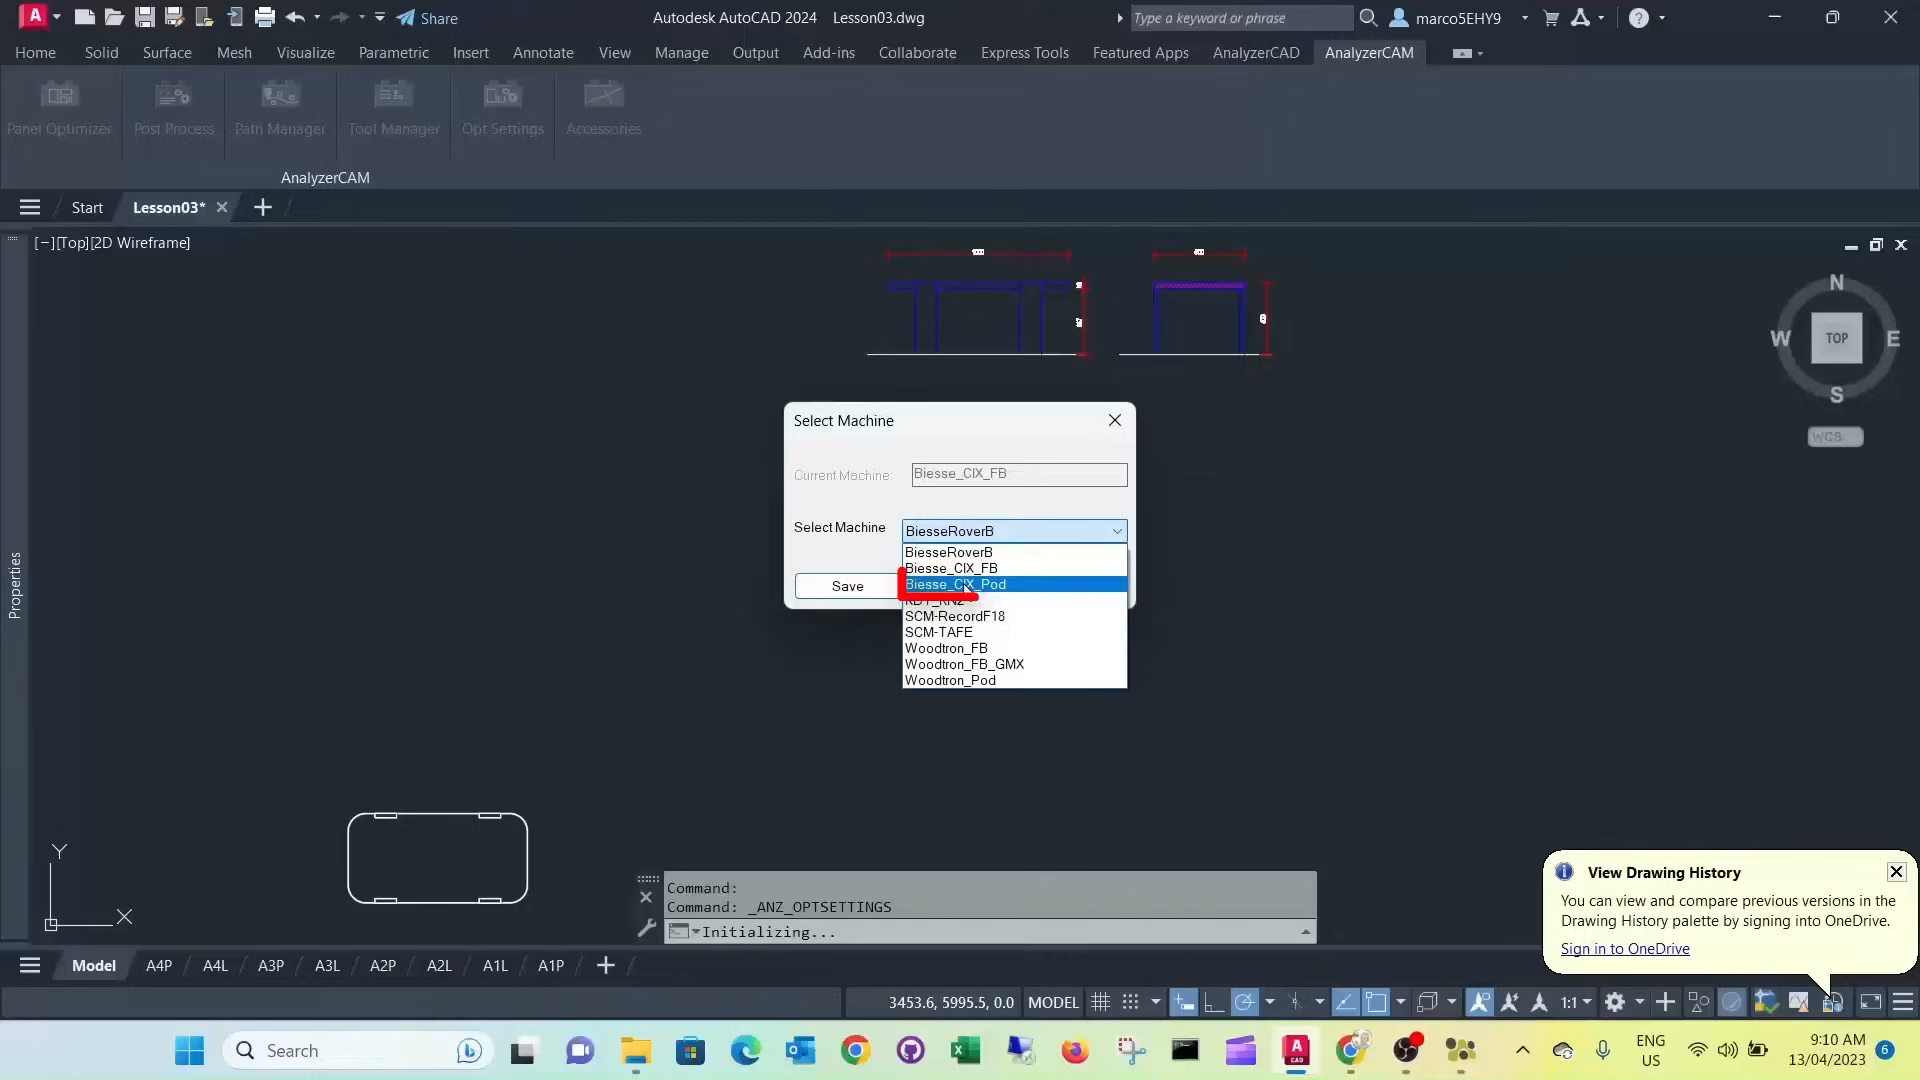 Share
Autodesk AutoCAD 2024 Lesson03.dwg
Type a keyword or phrase
marco5EHY9
Home Solid Surface Mesh Visualize Parametric Insert Annotate View Manage Output Add-ins Collaborate Express Tools Featured Apps AnalyzerCAD AnalyzerCAM
Panel Optimizer Post Process Path Manager Tool Manager Opt Settings Accessories
AnalyzerCAM
Start Lesson03*
[−][Top][2D Wireframe]
N
W TOP E
S
WCS
Select Machine
Current Machine: Biesse_CIX_FB
Select Machine BiesseRoverB
BiesseRoverB
Biesse_CIX_FB
Biesse_CIX_Pod
Save
SCM-RecordF18
SCM-TAFE
Woodtron_FB
Woodtron_FB_GMX
Woodtron_Pod
Properties
Y
X
Command:
Command: _ANZ_OPTSETTINGS
Initializing...
View Drawing History
You can view and compare previous versions in the
Drawing History palette by signing into OneDrive.
Sign in to OneDrive
Model A4P A4L A3P A3L A2P A2L A1L A1P
3453.6, 5995.5, 0.0 MODEL 1:1
Search
ENG
US
9:10 AM
13/04/2023
6